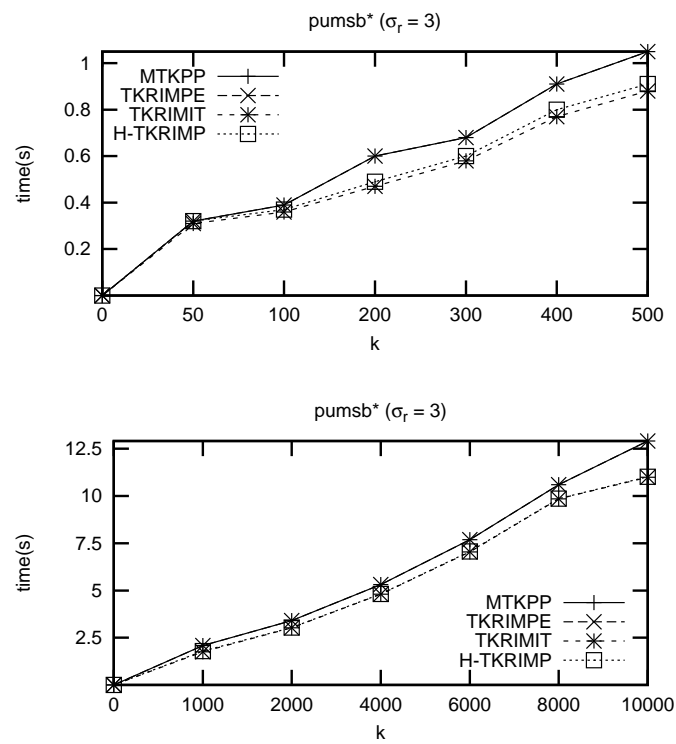 pumsb* (σr = 3)
1
0.8
0.6
0.4
0.2
time(s)
MTKPP
TKRIMPE
TKRIMIT
H-TKRIMP
0 50 100 200 300 400 500
k
pumsb* (σr = 3)
12.5
10
7.5
5
2.5
time(s)
MTKPP
TKRIMPE
TKRIMIT
H-TKRIMP
0 1000 2000 4000 6000 8000 10000
k